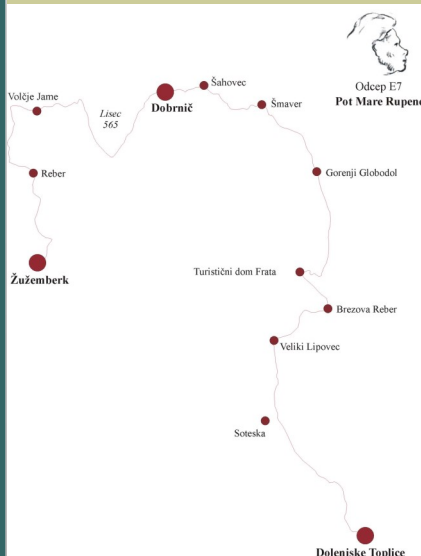 Odcep E7
Pot Mare Rupena
Šahovec
Volčje Jame
Šmaver
Dobrnič
Lisec
565
Reber
Gorenji Globodol
Žužemberk
Turistični dom Frata
Brezova Reber
Veliki Lipovec
Soteska
Dolenjske Toplice